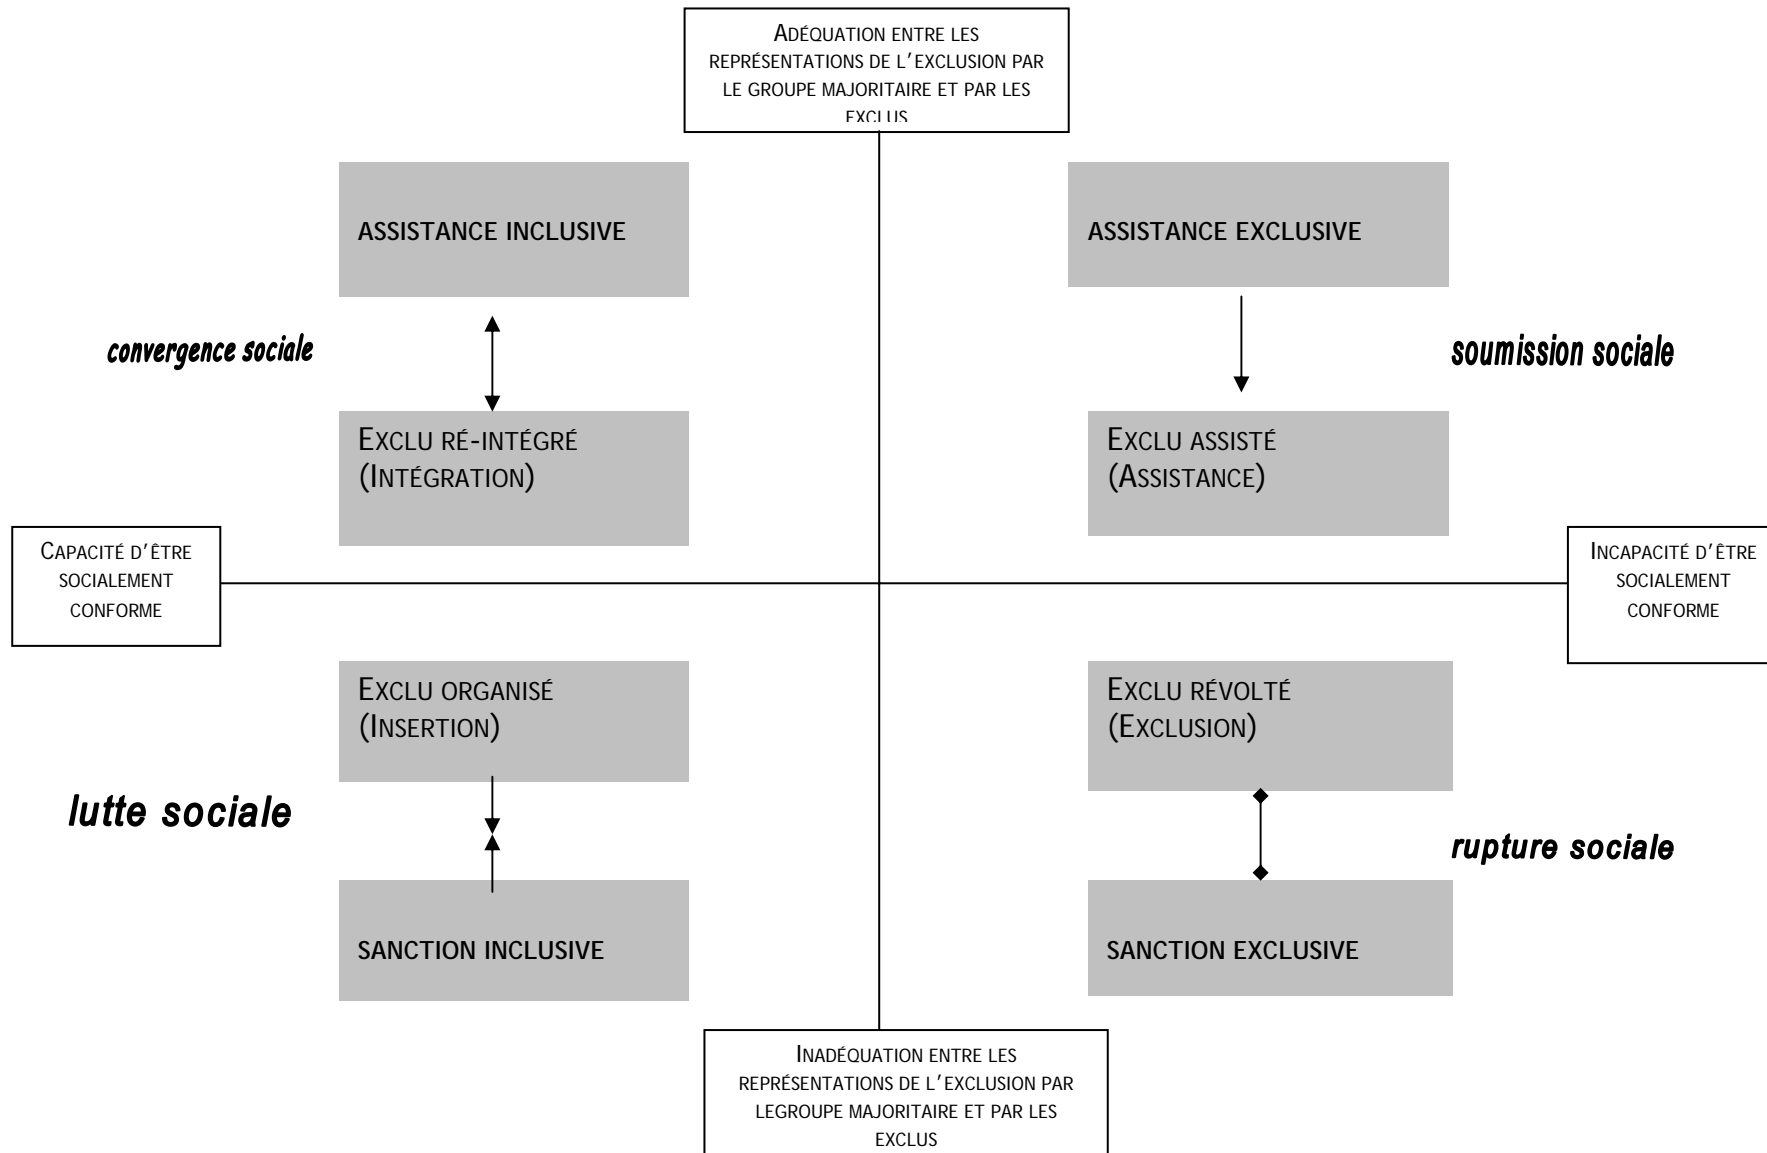 ADÉQUATION ENTRE LES
REPRÉSENTATIONS DE L'EXCLUSION PAR
LE GROUPE MAJORITAIRE ET PAR LES
EXCLUS
ASSISTANCE INCLUSIVE
ASSISTANCE EXCLUSIVE
convergence sociale
soumission sociale
EXCLU RÉ-INTÉGRÉ
(INTÉGRATION)
EXCLU ASSISTÉ
(ASSISTANCE)
CAPACITÉ D'ÊTRE
SOCIALEMENT
CONFORME
INCAPACITÉ D'ÊTRE
SOCIALEMENT
CONFORME
EXCLU ORGANISÉ
(INSERTION)
EXCLU RÉVOLTÉ
(EXCLUSION)
lutte sociale
rupture sociale
SANCTION INCLUSIVE
SANCTION EXCLUSIVE
INADÉQUATION ENTRE LES
REPRÉSENTATIONS DE L'EXCLUSION PAR
LEGROUPE MAJORITAIRE ET PAR LES
EXCLUS